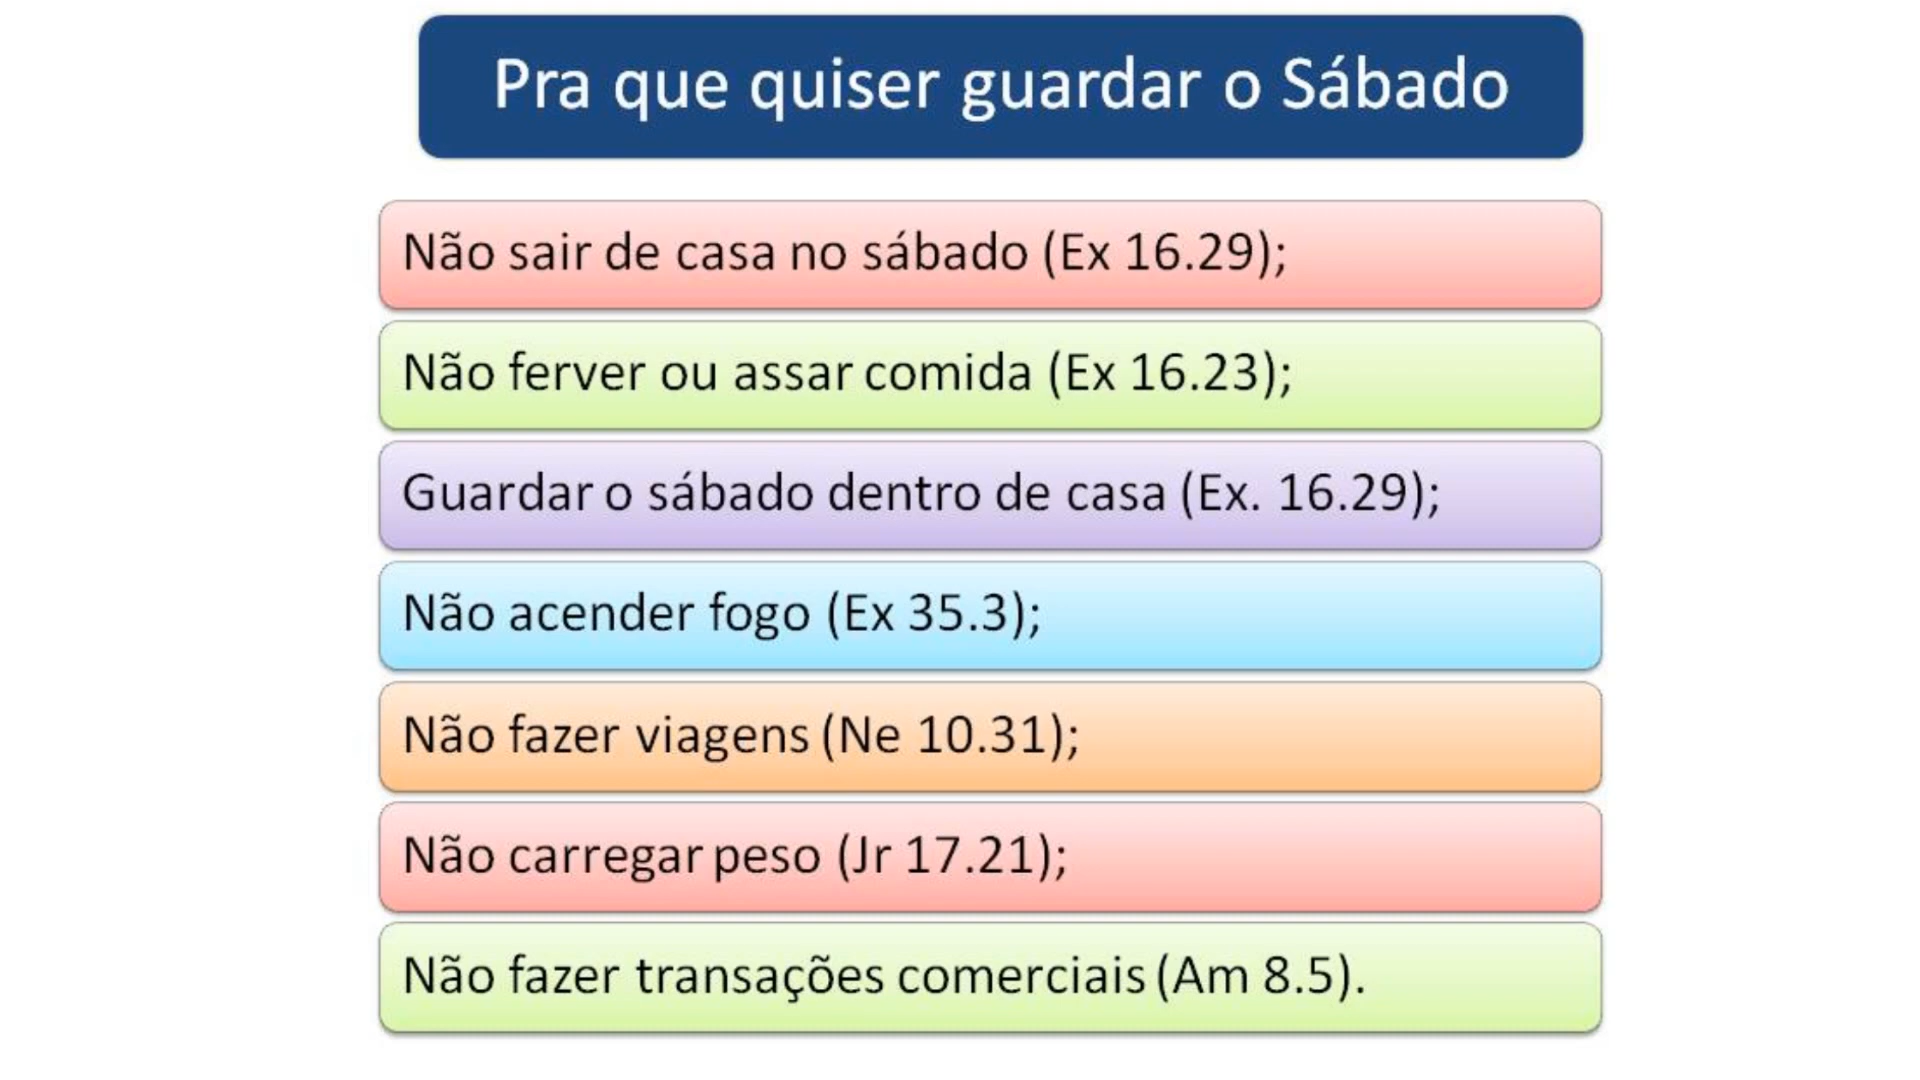 Pra que quiser guardar o Sábado
Não sair de casa no sábado (Ex 16.29);
Não ferver ou assar comida (Ex 16.23);
Guardar o sábado dentro de casa (Ex. 16.29);
Não acender fogo (Ex 35.3);
Não fazer viagens (Ne 10.31);
Não carregar peso (Jr 17.21);
Não fazer transações comerciais (Am 8.5).